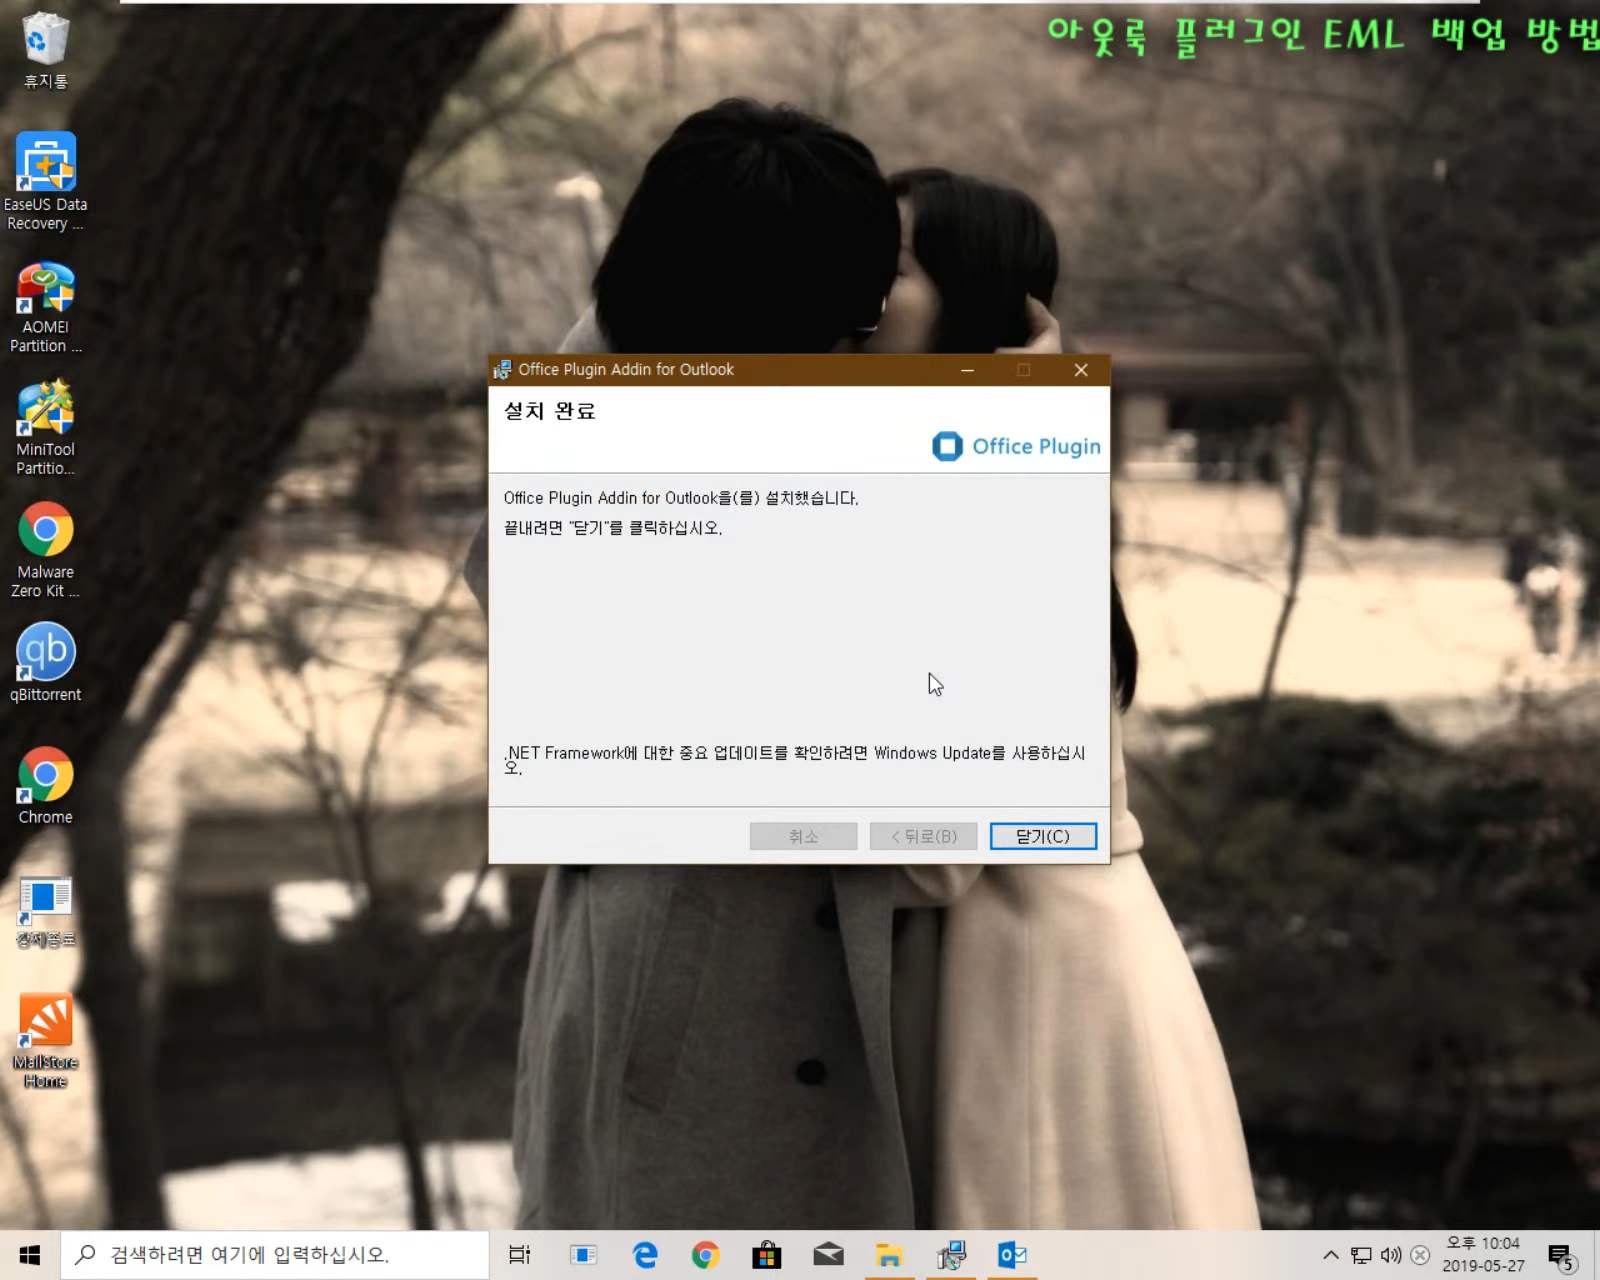 아웃룩 플러그인 EML 백업 방법
휴지통
EaseUS Data
Recovery ...
AOMEI
Partition ...
MiniTool
Partitio...
Malware
Zero Kit ...
qb
qBittorrent
Chrome
강제종료
MailStore
Home
Office Plugin Addin for Outlook
설치 완료
Office Plugin
Office Plugin Addin for Outlook을(를) 설치했습니다.
끝내려면 "닫기"를 클릭하십시오.
.NET Framework에 대한 중요 업데이트를 확인하려면 Windows Update를 사용하십시
오.
취소
< 뒤로(B)
닫기(C)
검색하려면 여기에 입력하십시오.
오후 10:04
2019-05-27
5